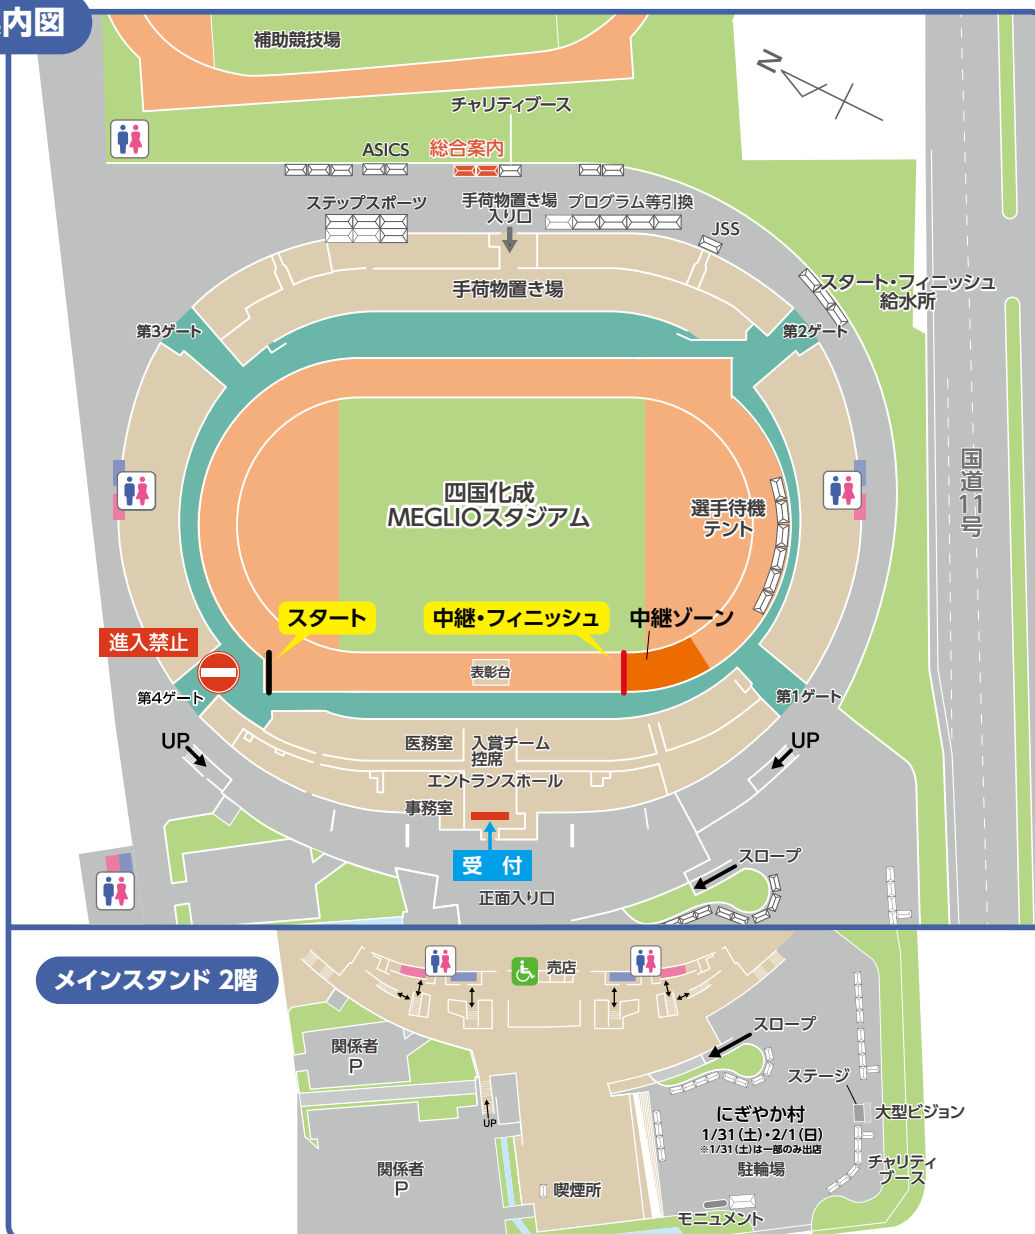 内図
補助競技場
N
チャリティブース
ASICS
総合案内
ステップスポーツ
手荷物置き場
入り口
プログラム等引換
JSS
手荷物置き場
スタート・フィニッシュ
給水所
第3ゲート
第2ゲート
国道11号
四国化成
MEGLIOスタジアム
選手待機
テント
スタート
中継・フィニッシュ
中継ゾーン
進入禁止
表彰台
第4ゲート
第1ゲート
UP
UP
医務室
入賞チーム
控席
エントランスホール
事務室
受 付
スロープ
正面入り口
メインスタンド 2階
売店
関係者
P
スロープ
ステージ
UP
にぎやか村
1/31(土)・2/1(日)
※1/31(土)は一部のみ出店
大型ビジョン
関係者
P
駐輪場
チャリティ
ブース
喫煙所
モニュメント